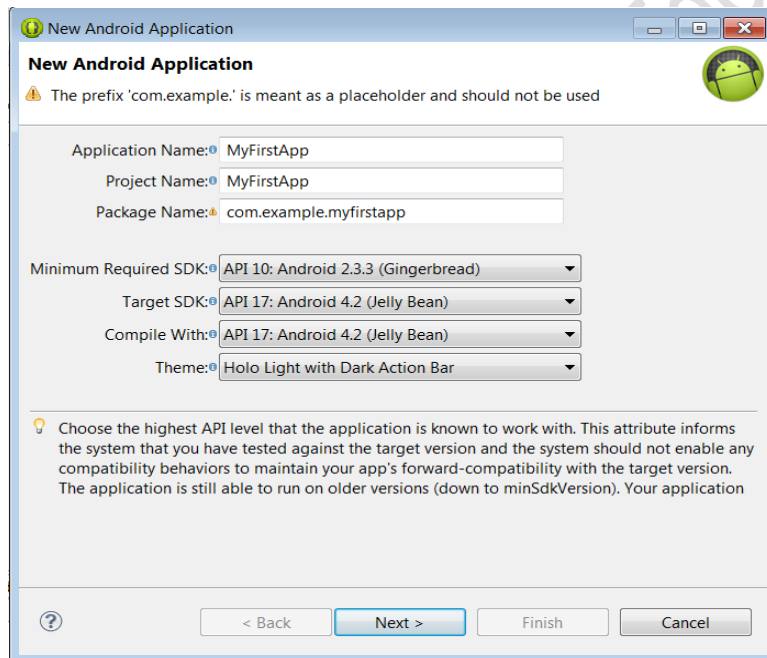 New Android Application
New Android Application
The prefix 'com.example.' is meant as a placeholder and should not be used
Application Name: MyFirstApp
Project Name: MyFirstApp
Package Name: com.example.myfirstapp
Minimum Required SDK: API 10: Android 2.3.3 (Gingerbread)
Target SDK: API 17: Android 4.2 (Jelly Bean)
Compile With: API 17: Android 4.2 (Jelly Bean)
Theme: Holo Light with Dark Action Bar
Choose the highest API level that the application is known to work with. This attribute informs
the system that you have tested against the target version and the system should not enable any
compatibility behaviors to maintain your app's forward-compatibility with the target version.
The application is still able to run on older versions (down to minSdkVersion). Your application
? < Back Next > Finish Cancel